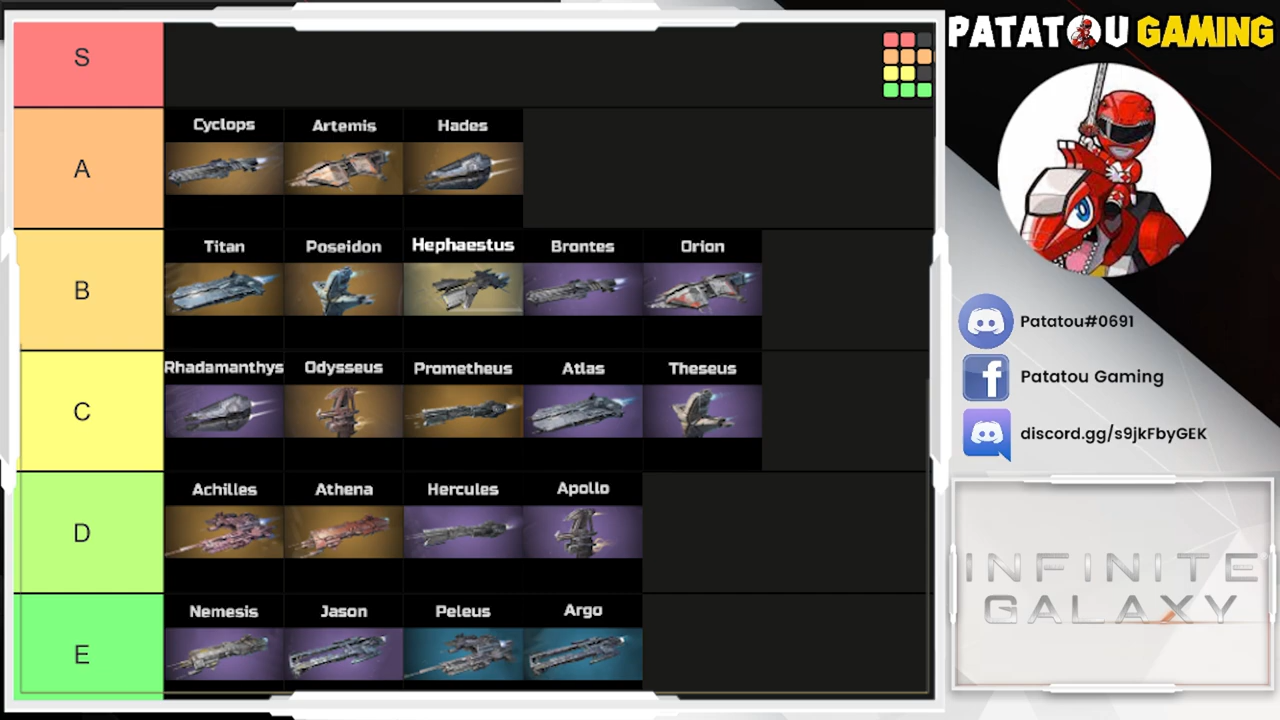 PATATOU GAMING
S
A
Cyclops Artemis Hades
B
Titan Poseidon Hephaestus Brontes Orion
C
Rhadamanthys Odysseus Prometheus Atlas Theseus
D
Achilles Athena Hercules Apollo
E
Nemesis Jason Peleus Argo
Patatou#0691
Patatou Gaming
discord.gg/s9jkFbyGEK
INFINITE
GALAXY